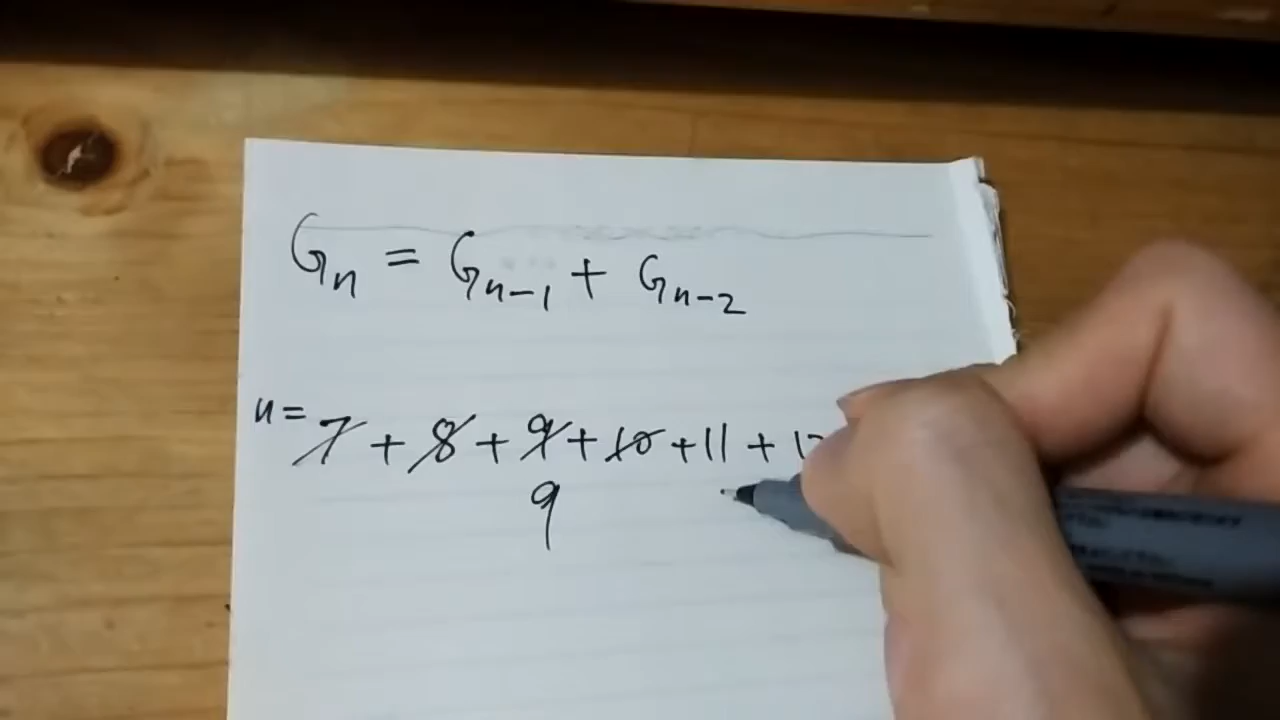 Gn = Gn-1 + Gn-2
n = 7 + 8 + 9 + 10 + 11 +
9